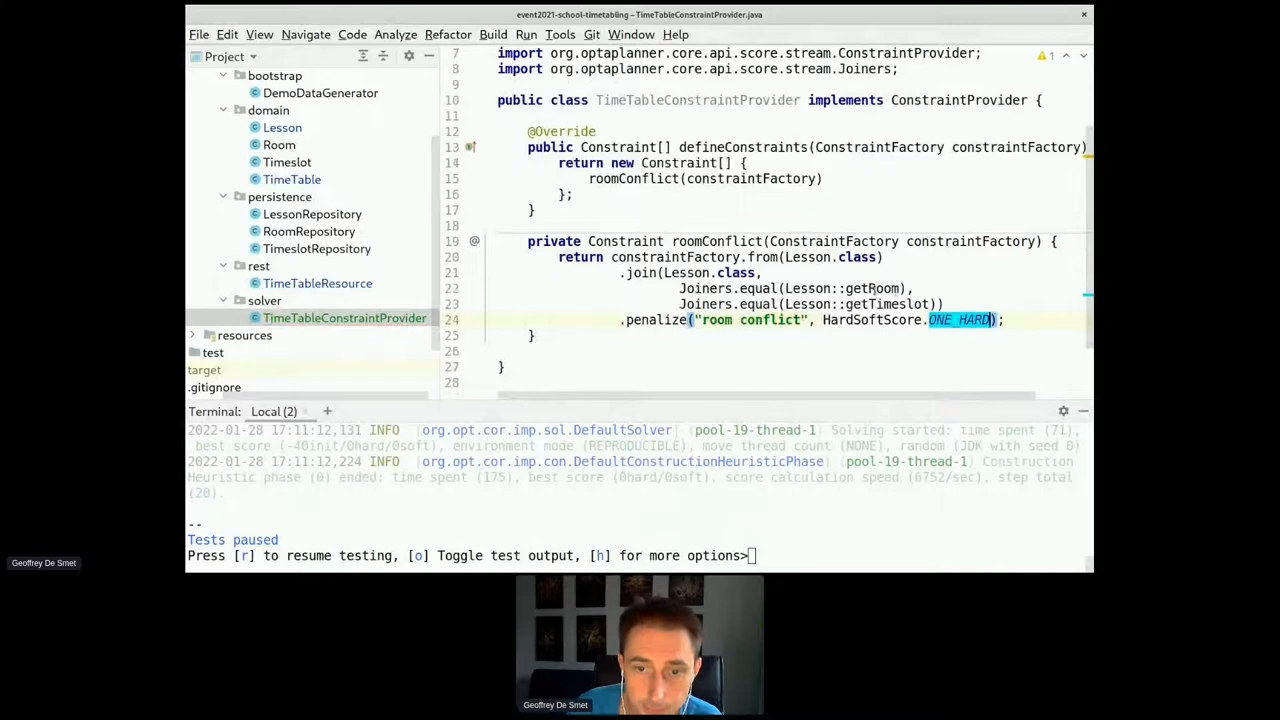 event2021-school-timetabling – TimeTableConstraintProvider.java
File Edit View Navigate Code Analyze Refactor Build Run Tools Git Window Help
Project
bootstrap
DemoDataGenerator
domain
Lesson
Room
Timeslot
TimeTable
persistence
LessonRepository
RoomRepository
TimeslotRepository
rest
TimeTableResource
solver
TimeTableConstraintProvider
resources
test
target
.gitignore
1
7 import org.optaplanner.core.api.score.stream.ConstraintProvider;
8 import org.optaplanner.core.api.score.stream.Joiners;
9
10 public class TimeTableConstraintProvider implements ConstraintProvider {
11
12 @Override
13 public Constraint[] defineConstraints(ConstraintFactory constraintFactory)
14 return new Constraint[] {
15 roomConflict(constraintFactory)
16 };
17 }
18
19 @ private Constraint roomConflict(ConstraintFactory constraintFactory) {
20 return constraintFactory.from(Lesson.class)
21 .join(Lesson.class,
22 Joiners.equal(Lesson::getRoom),
23 Joiners.equal(Lesson::getTimeslot))
24 .penalize("room conflict", HardSoftScore.ONE_HARD);
25 }
26
27 }
28
Terminal: Local (2) +
2022-01-28 17:11:12,131 INFO [org.opt.cor.imp.sol.DefaultSolver] (pool-19-thread-1) Solving started: time spent (71),
best score (-40init/0hard/0soft), environment mode (REPRODUCIBLE), move thread count (NONE), random (JDK with seed 0)
2022-01-28 17:11:12,224 INFO [org.opt.cor.imp.con.DefaultConstructionHeuristicPhase] (pool-19-thread-1) Construction
Heuristic phase (0) ended: time spent (175), best score (0hard/0soft), score calculation speed (6752/sec), step total
(20).
--
Tests paused
Press [r] to resume testing, [o] Toggle test output, [h] for more options>
Geoffrey De Smet
Geoffrey De Smet